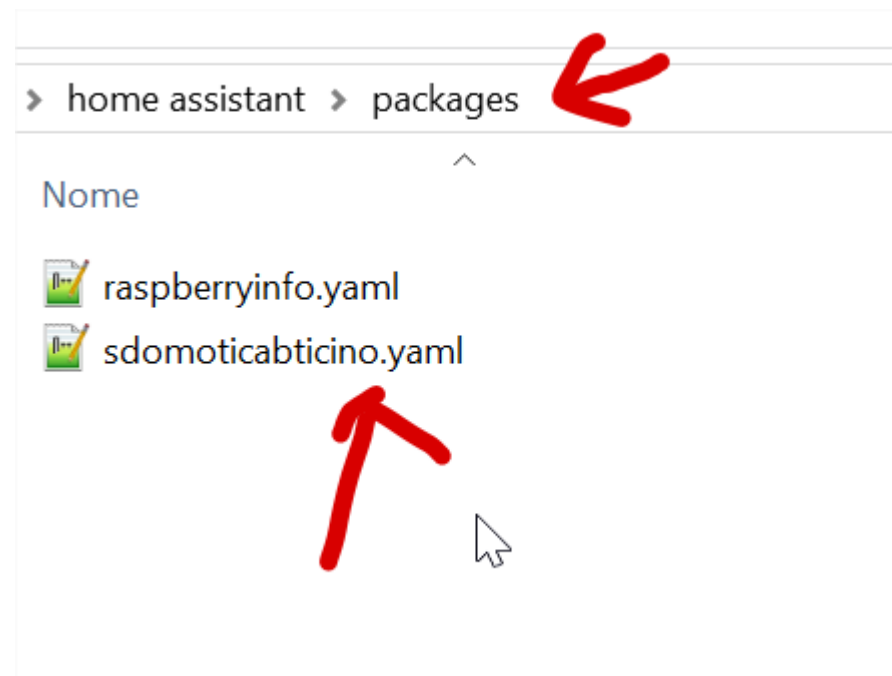 home assistant > packages
Nome
raspberryinfo.yaml
sdomoticabticino.yaml